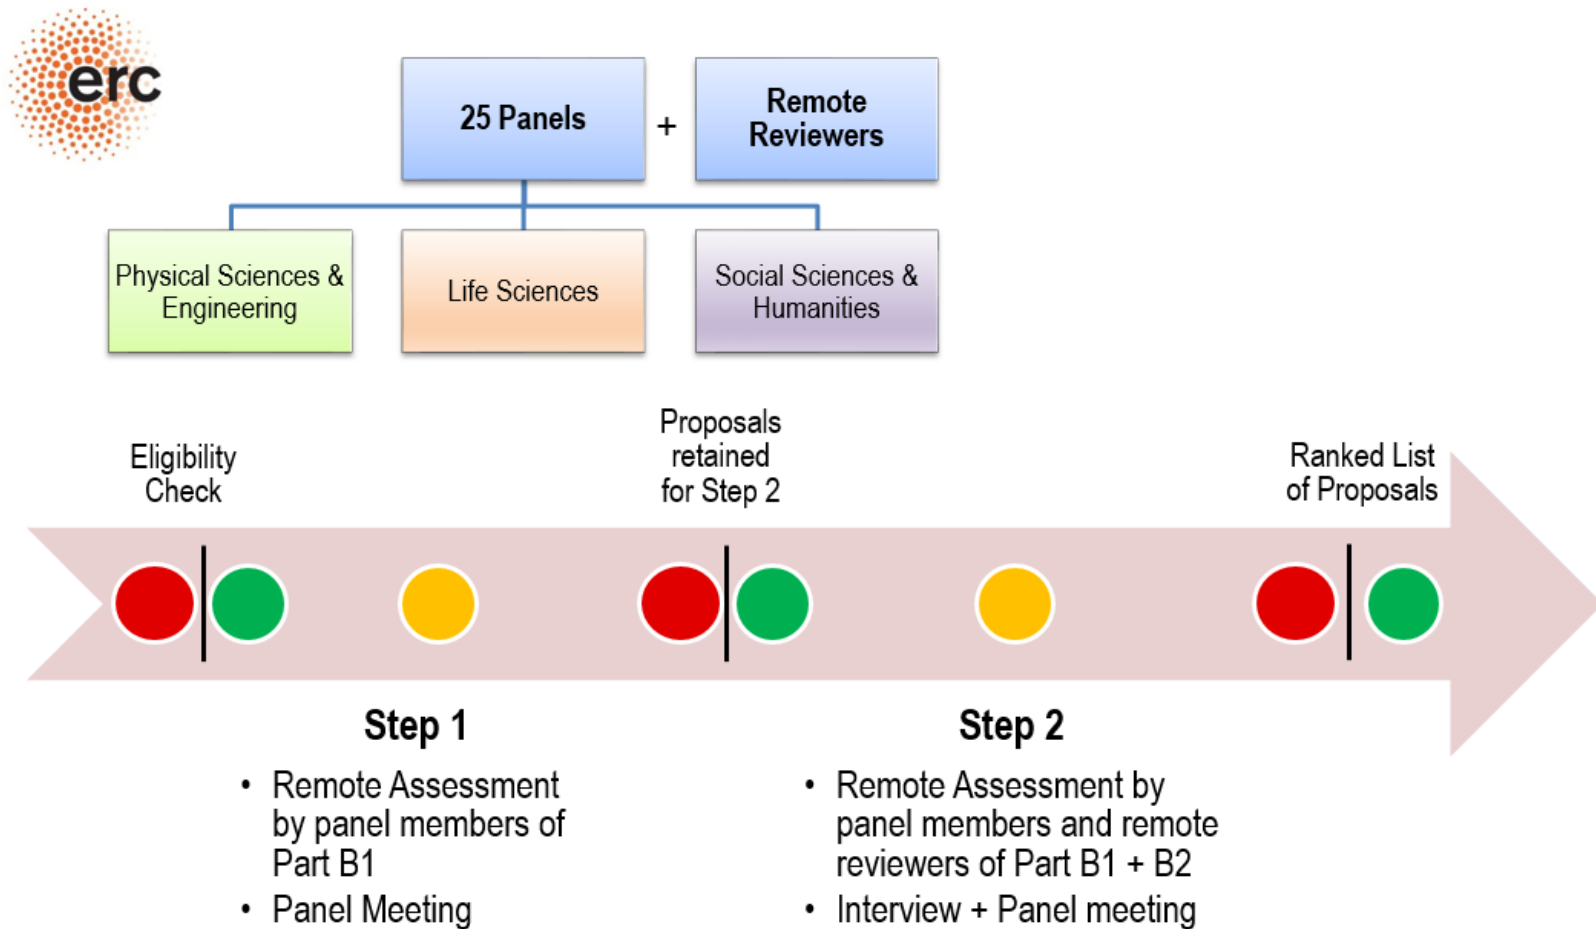 erc
25 Panels
+
Remote
Reviewers
Physical Sciences &
Engineering
Life Sciences
Social Sciences &
Humanities
Eligibility
Check
Proposals
retained
for Step 2
Ranked List
of Proposals
Step 1
• Remote Assessment
by panel members of
Part B1
• Panel Meeting
Step 2
• Remote Assessment by
panel members and remote
reviewers of Part B1 + B2
• Interview + Panel meeting